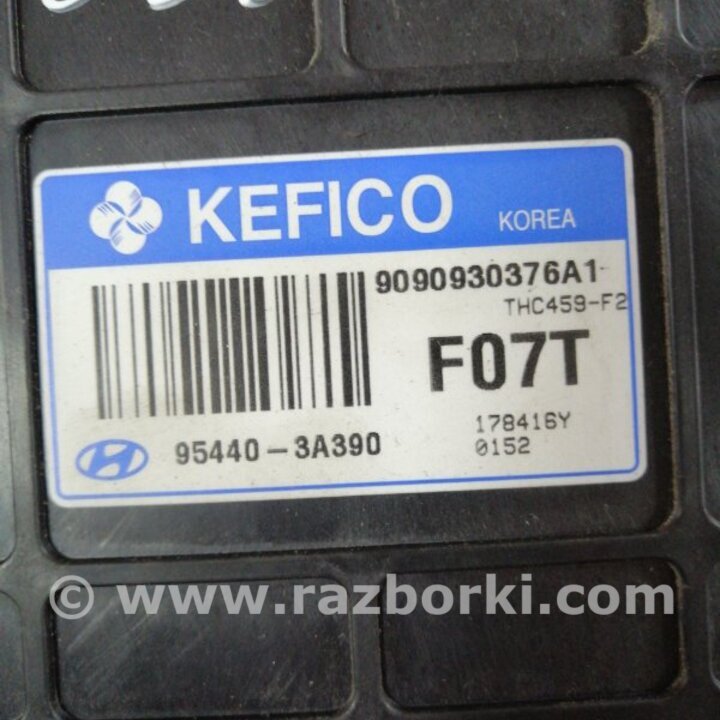 KEFICO KOREA
9090930376A1
THC459-F2
F07T
178416Y
95440-3A390
0152
© www.razborki.com